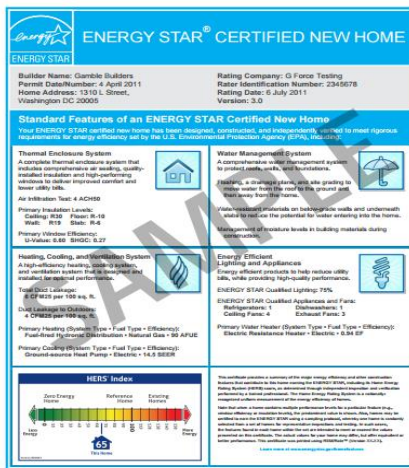 energy
ENERGY STAR
ENERGY STAR® CERTIFIED NEW HOME
Builder Name: Gamble Builders
Permit Date/Number: 4 April 2011
Home Address: 1310 L Street,
Washington DC 20005
Rating Company: G Force Testing
Rater Identification Number: 2345678
Rating Date: 6 July 2011
Version: 3.0
Standard Features of an ENERGY STAR Certified New Home
Your ENERGY STAR certified new home has been designed, constructed, and independently verified to meet rigorous
requirements for energy efficiency set by the U.S. Environmental Protection Agency (EPA), including:
Thermal Enclosure System
A complete thermal enclosure system that
includes comprehensive air sealing, quality-
installed insulation and high-performing
windows to deliver improved comfort and
lower utility bills.
Air Infiltration Test: 4 ACH50
Primary Insulation Levels:
Ceiling: R30 Floor: R-10
Wall: R19 Slab: R-5
Primary Window Efficiency:
U-Value: 0.60 SHGC: 0.27
Water Management System
A comprehensive water management system
to protect roofs, walls, and foundations.
Flashing, a drainage plane, and site grading to
move water from the roof to the ground and
then away from the home.
Water-resistant materials on below-grade walls and underneath
slabs to reduce the potential for water entering into the home.
Management of moisture levels in building materials during
construction.
Heating, Cooling, and Ventilation System
A high-efficiency heating, cooling system,
and ventilation system that is designed and
installed for optimal performance.
Total Duct Leakage:
CFM25 per 100 sq. ft.
Duct Leakage to Outdoors:
4 CFM25 per 100 sq. ft.
Primary Heating (System Type • Fuel Type • Efficiency):
Fuel-fired Hydronic Distribution • Natural Gas • 90 AFUE
Primary Cooling (System Type • Fuel Type • Efficiency):
Ground-source Heat Pump • Electric • 14.5 SEER
Energy Efficient
Lighting and Appliances
Energy efficient products to help reduce utility
bills, while providing high-quality performance.
ENERGY STAR Qualified Lighting: 75%
ENERGY STAR Qualified Appliances and Fans:
Refrigerators: 1 Dishwashers: 1
Ceiling Fans: 4 Exhaust Fans: 3
Primary Water Heater (System Type • Fuel Type • Efficiency):
Electric Resistance Heater • Electric • 0.94 EF
SAMPLE
HERS Index
Zero Energy
Home
Reference
Home
Existing
Homes
Less
Energy
More
Energy
65
This Home